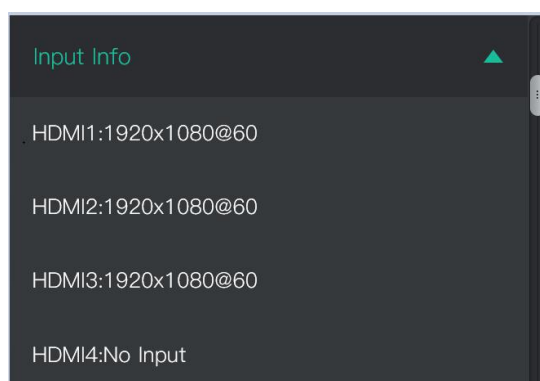 Input Info
HDMI1:1920x1080@60
HDMI2:1920x1080@60
HDMI3:1920x1080@60
HDMI4:No Input